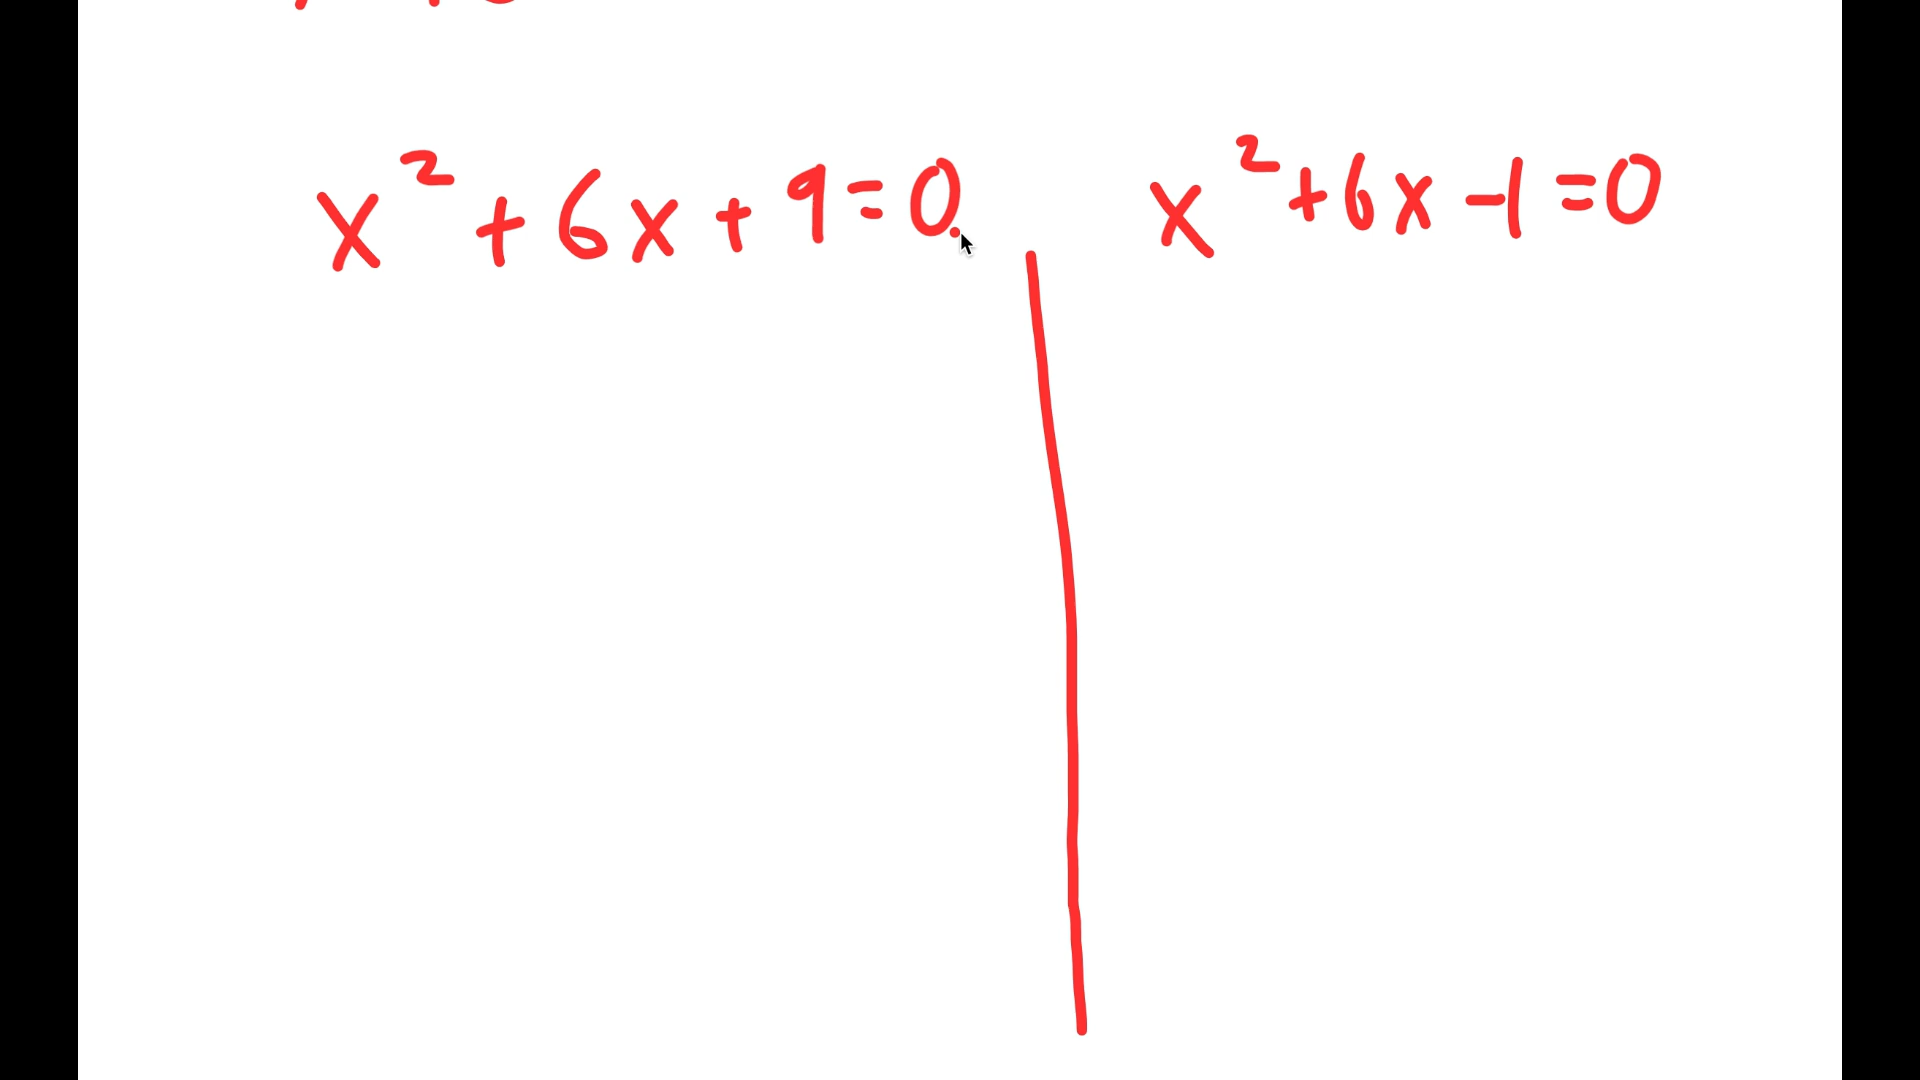 x² + 6x + 9 = 0
x² + 6x - 1 = 0